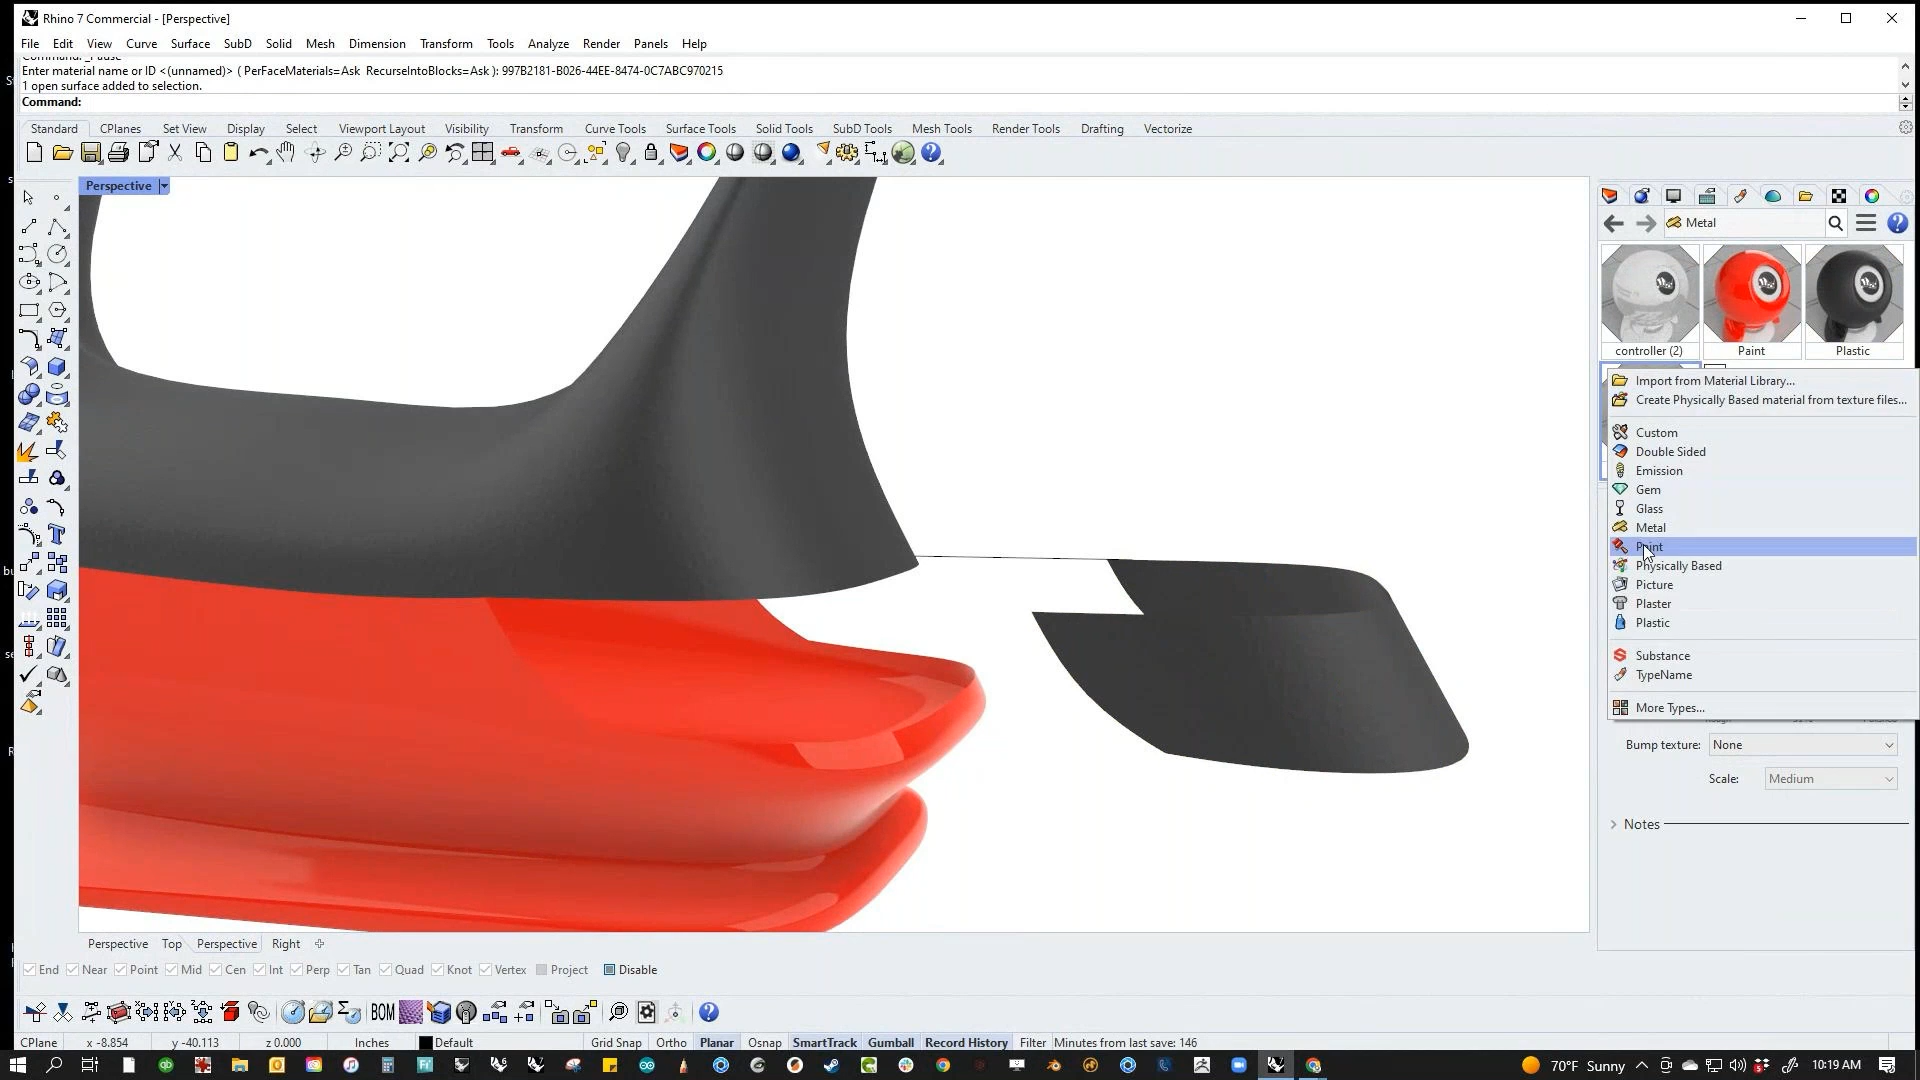 Rhino 7 Commercial - [Perspective]
File Edit View Curve Surface SubD Solid Mesh Dimension Transform Tools Analyze Render Panels Help
Command: _Pause
Enter material name or ID <(unnamed)> ( PerFaceMaterials=Ask RecurseIntoBlocks=Ask ): 997B2181-B026-44EE-8474-0C7ABC970215
1 open surface added to selection.
Command:
Standard CPlanes Set View Display Select Viewport Layout Visibility Transform Curve Tools Surface Tools Solid Tools SubD Tools Mesh Tools Render Tools Drafting Vectorize
Perspective
Metal
controller (2) Paint Plastic
Import from Material Library...
Create Physically Based material from texture files...
Custom
Double Sided
Emission
Gem
Glass
Metal
Paint
Physically Based
Picture
Plaster
Plastic
Substance
TypeName
More Types...
Bump texture: None
Scale: Medium
Notes
Perspective Top Perspective Right
End Near Point Mid Cen Int Perp Tan Quad Knot Vertex Project Disable
BOM
CPlane x -8.854 y -40.113 z 0.000 Inches Default Grid Snap Ortho Planar Osnap SmartTrack Gumball Record History Filter Minutes from last save: 146
70°F Sunny 10:19 AM